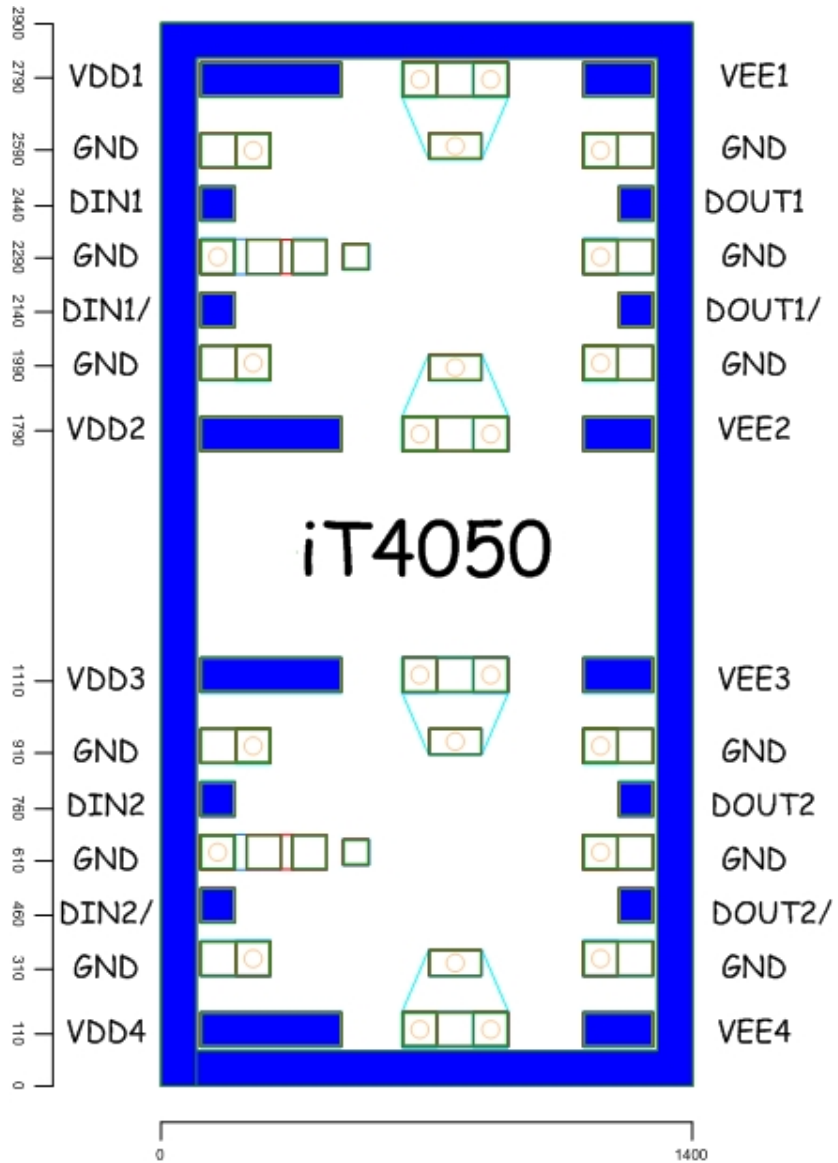 2900
2790 VDD1 VEE1
2590 GND GND
2440 DIN1 DOUT1
2290 GND GND
2140 DIN1/ DOUT1/
1990 GND GND
1790 VDD2 VEE2
iT4050
1110 VDD3 VEE3
910 GND GND
760 DIN2 DOUT2
610 GND GND
460 DIN2/ DOUT2/
310 GND GND
110 VDD4 VEE4
0
0 1400